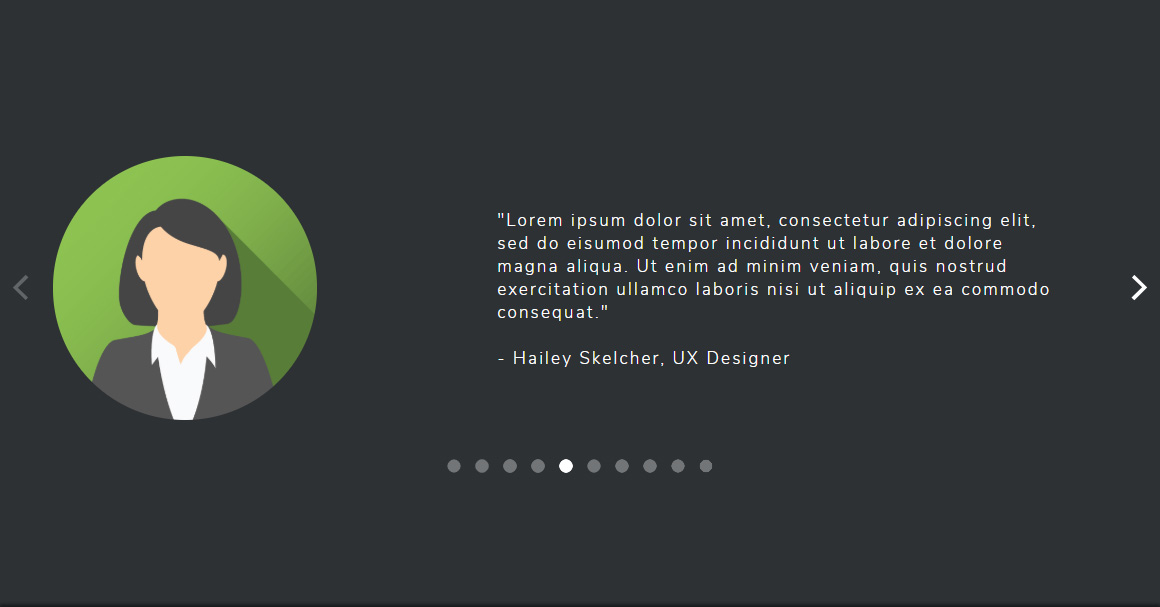 "Lorem ipsum dolor sit amet, consectetur adipiscing elit,
sed do eisumod tempor incididunt ut labore et dolore
magna aliqua. Ut enim ad minim veniam, quis nostrud
exercitation ullamco laboris nisi ut aliquip ex ea commodo
consequat."
- Hailey Skelcher, UX Designer